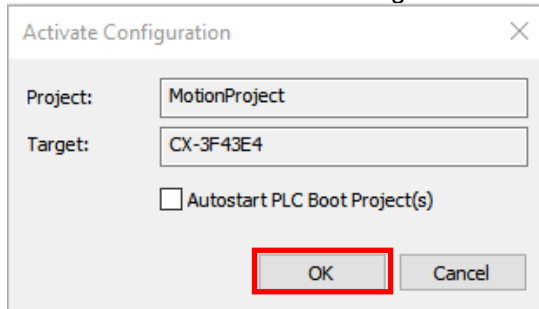 Activate Configuration
Project: MotionProject
Target: CX-3F43E4
Autostart PLC Boot Project(s)
OK Cancel